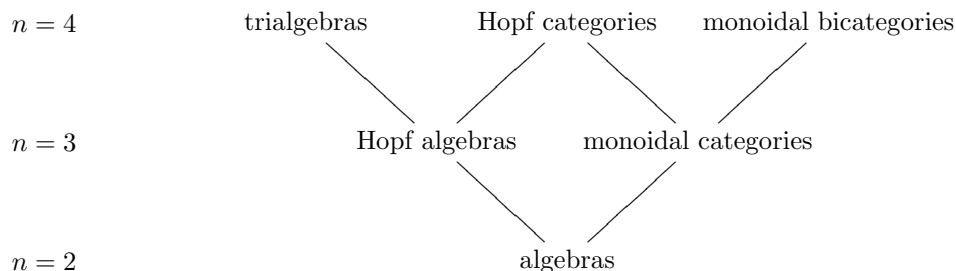 n = 4 trialgebras Hopf categories monoidal bicategories
n = 3 Hopf algebras monoidal categories
n = 2 algebras